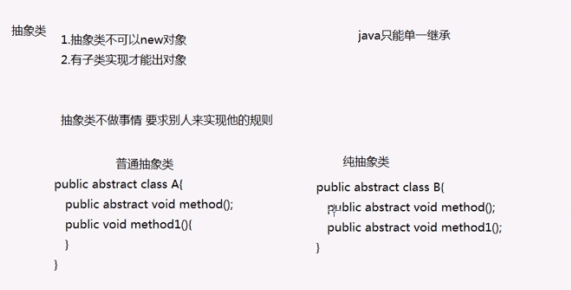 抽象类
1.抽象类不可以new对象
java只能单一继承
2.有子类实现才能出对象
抽象类不做事情 要求别人来实现他的规则
普通抽象类
public abstract class A{
public abstract void method();
public void method1(){
}
}
纯抽象类
public abstract class B{
public abstract void method();
public abstract void method1();
}